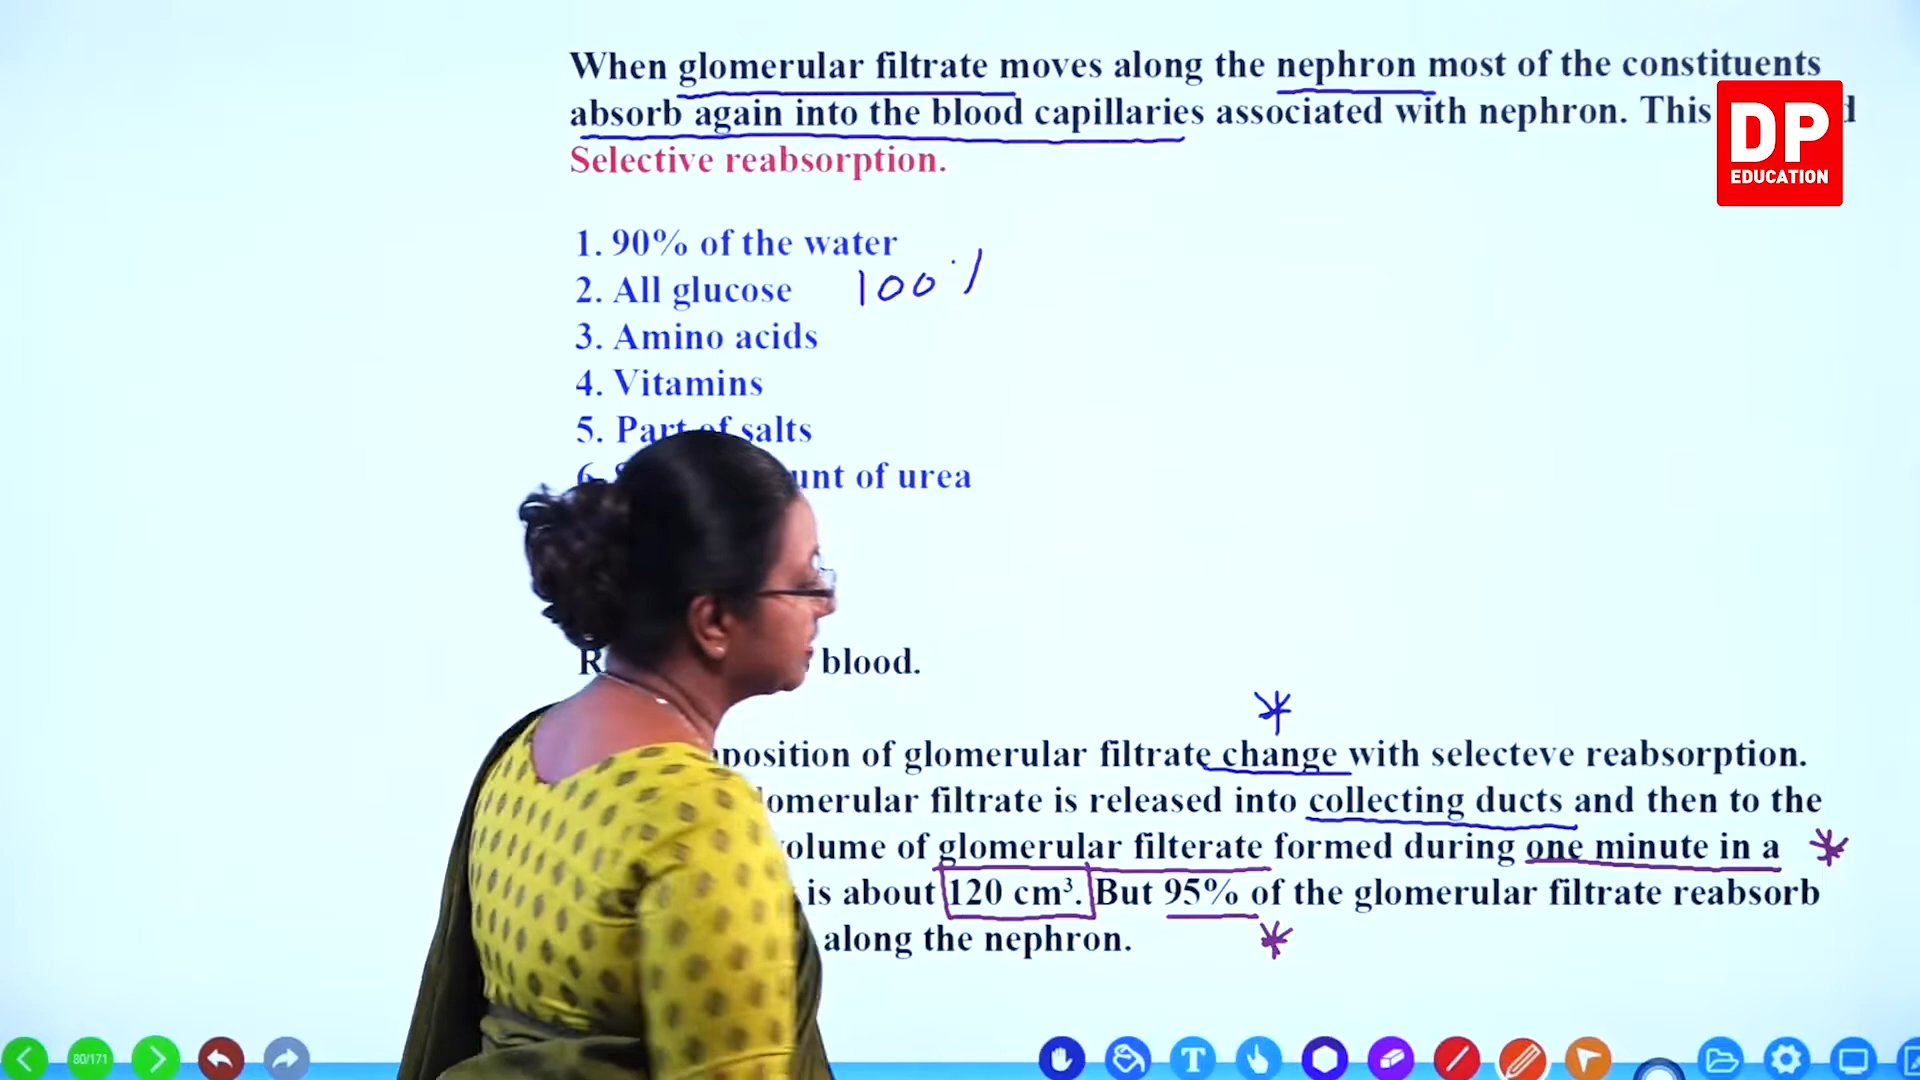 When glomerular filtrate moves along the nephron most of the constituents
absorb again into the blood capillaries associated with nephron. This
Selective reabsorption.
DP
EDUCATION
1. 90% of the water
2. All glucose 100%
3. Amino acids
4. Vitamins
5. Part of salts
of urea
blood.
of glomerular filtrate change with selecteve reabsorption.
filtrate is released into collecting ducts and then to the
of glomerular filterate formed during one minute in a
is about 120 cm³. But 95% of the glomerular filtrate reabsorb
along the nephron.
80/171
T